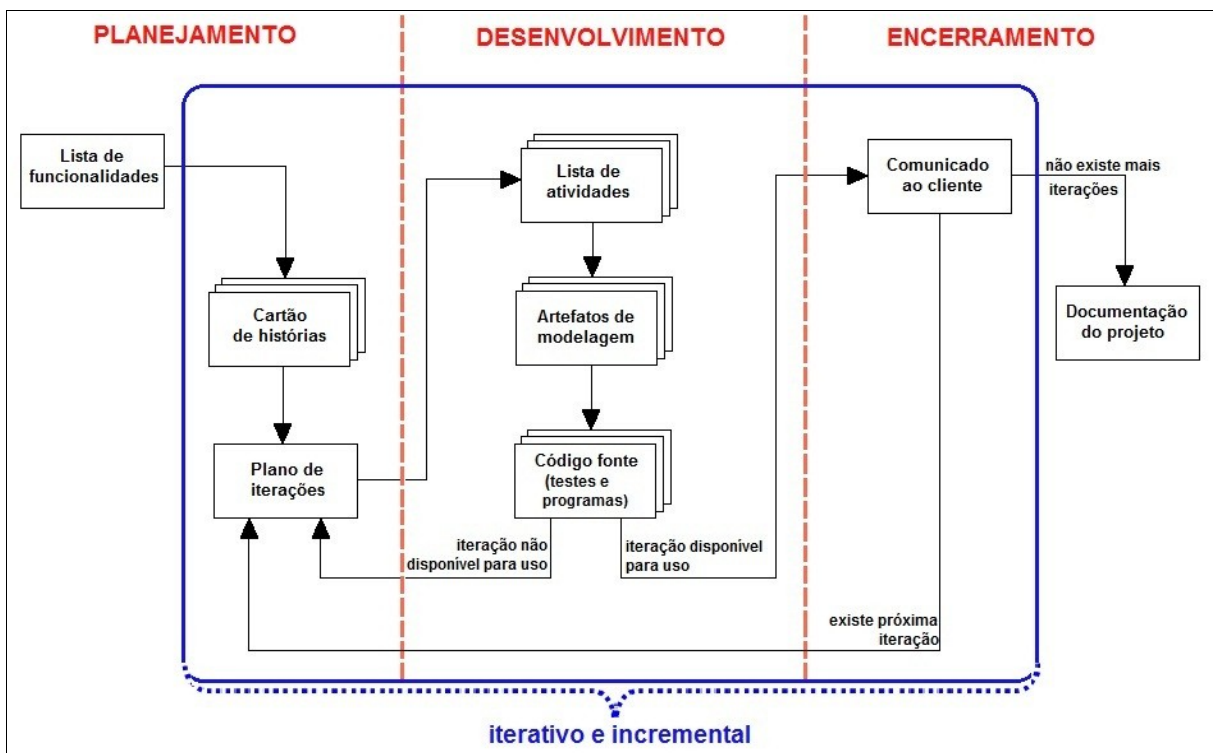 PLANEJAMENTO
DESENVOLVIMENTO
ENCERRAMENTO
Lista de
funcionalidades
Cartão
de histórias
Plano de
iterações
Lista de
atividades
Artefatos de
modelagem
Código fonte
(testes e
programas)
iteração não
disponível para uso
iteração disponível
para uso
Comunicado
ao cliente
não existe mais
iterações
Documentação
do projeto
existe próxima
iteração
iterativo e incremental